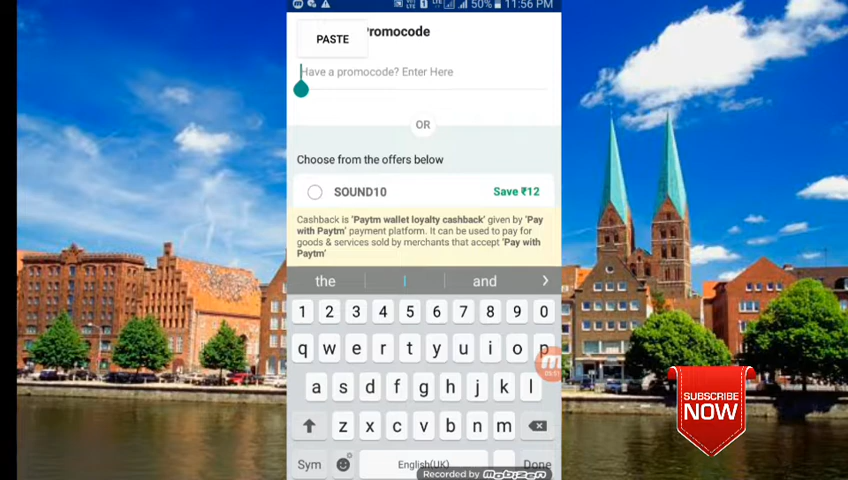 50% 11:56 PM
PASTE
romocode
Have a promocode? Enter Here
OR
Choose from the offers below
SOUND10 Save ₹12
Cashback is 'Paytm wallet loyalty cashback' given by 'Pay
with Paytm' payment platform. It can be used to pay for
goods & services sold by merchants that accept 'Pay with
Paytm'
the I and
1 2 3 4 5 6 7 8 9 0
q w e r t y u i o p
a s d f g h j k l
z x c v b n m
Sym English(UK) Done
Recorded by mobizen
SUBSCRIBE
NOW